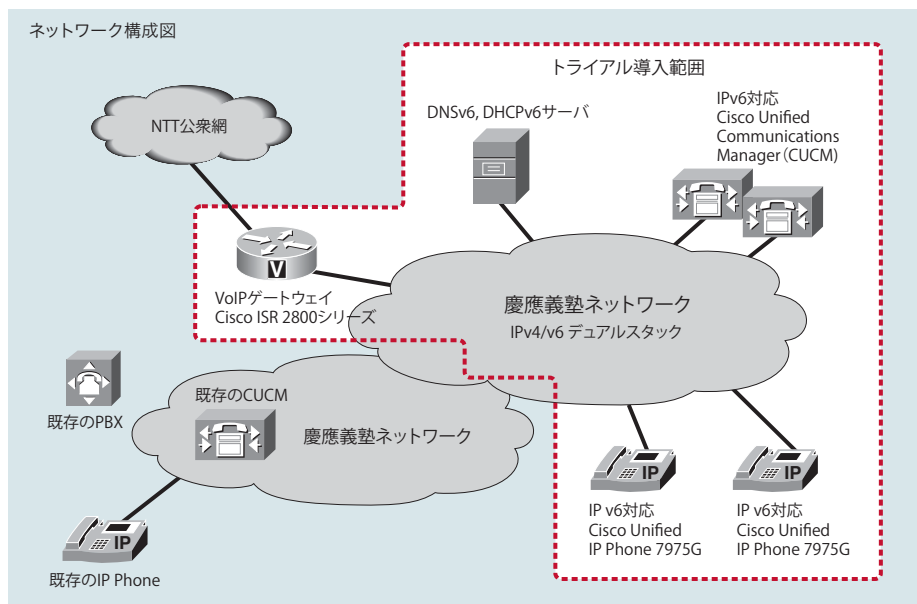 ネットワーク構成図
トライアル導入範囲
NTT公衆網
DNSv6, DHCPv6サーバ
IPv6対応
Cisco Unified
Communications
Manager（CUCM）
V
VoIPゲートウェイ
Cisco ISR 2800シリーズ
慶應義塾ネットワーク
IPv4/v6 デュアルスタック
既存のPBX
既存のCUCM
慶應義塾ネットワーク
IP
既存のIP Phone
IP
IP v6対応
Cisco Unified
IP Phone 7975G
IP
IP v6対応
Cisco Unified
IP Phone 7975G